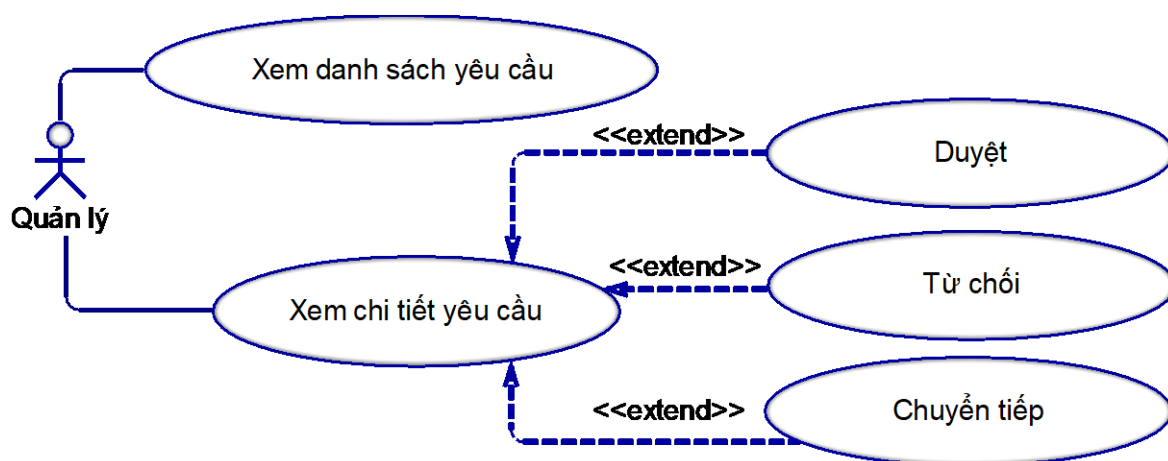 Xem danh sách yêu cầu
<<extend>>
Duyệt
Quản lý
<<extend>>
Từ chối
Xem chi tiết yêu cầu
<<extend>>
Chuyển tiếp